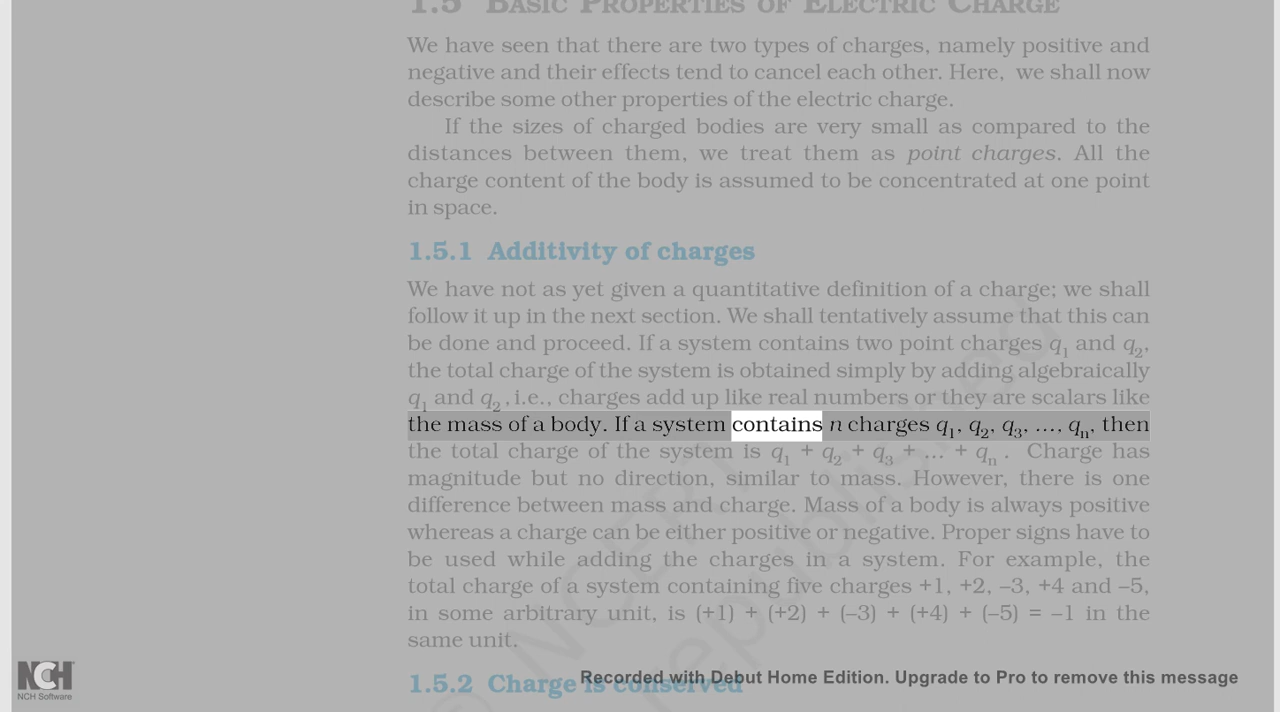 1.5 BASIC PROPERTIES OF ELECTRIC CHARGE
We have seen that there are two types of charges, namely positive and
negative and their effects tend to cancel each other. Here, we shall now
describe some other properties of the electric charge.
If the sizes of charged bodies are very small as compared to the
distances between them, we treat them as point charges. All the
charge content of the body is assumed to be concentrated at one point
in space.
1.5.1 Additivity of charges
We have not as yet given a quantitative definition of a charge; we shall
follow it up in the next section. We shall tentatively assume that this can
be done and proceed. If a system contains two point charges q₁ and q₂,
the total charge of the system is obtained simply by adding algebraically
q₁ and q₂ , i.e., charges add up like real numbers or they are scalars like
the mass of a body. If a system contains n charges q₁, q₂, q₃, ..., qₙ, then
the total charge of the system is q₁ + q₂ + q₃ + ... + qₙ . Charge has
magnitude but no direction, similar to mass. However, there is one
difference between mass and charge. Mass of a body is always positive
whereas a charge can be either positive or negative. Proper signs have to
be used while adding the charges in a system. For example, the
total charge of a system containing five charges +1, +2, –3, +4 and –5,
in some arbitrary unit, is (+1) + (+2) + (–3) + (+4) + (–5) = –1 in the
same unit.
1.5.2 Charge is conserved
© NCERT
republished
NCH
NCH Software
Recorded with Debut Home Edition. Upgrade to Pro to remove this message